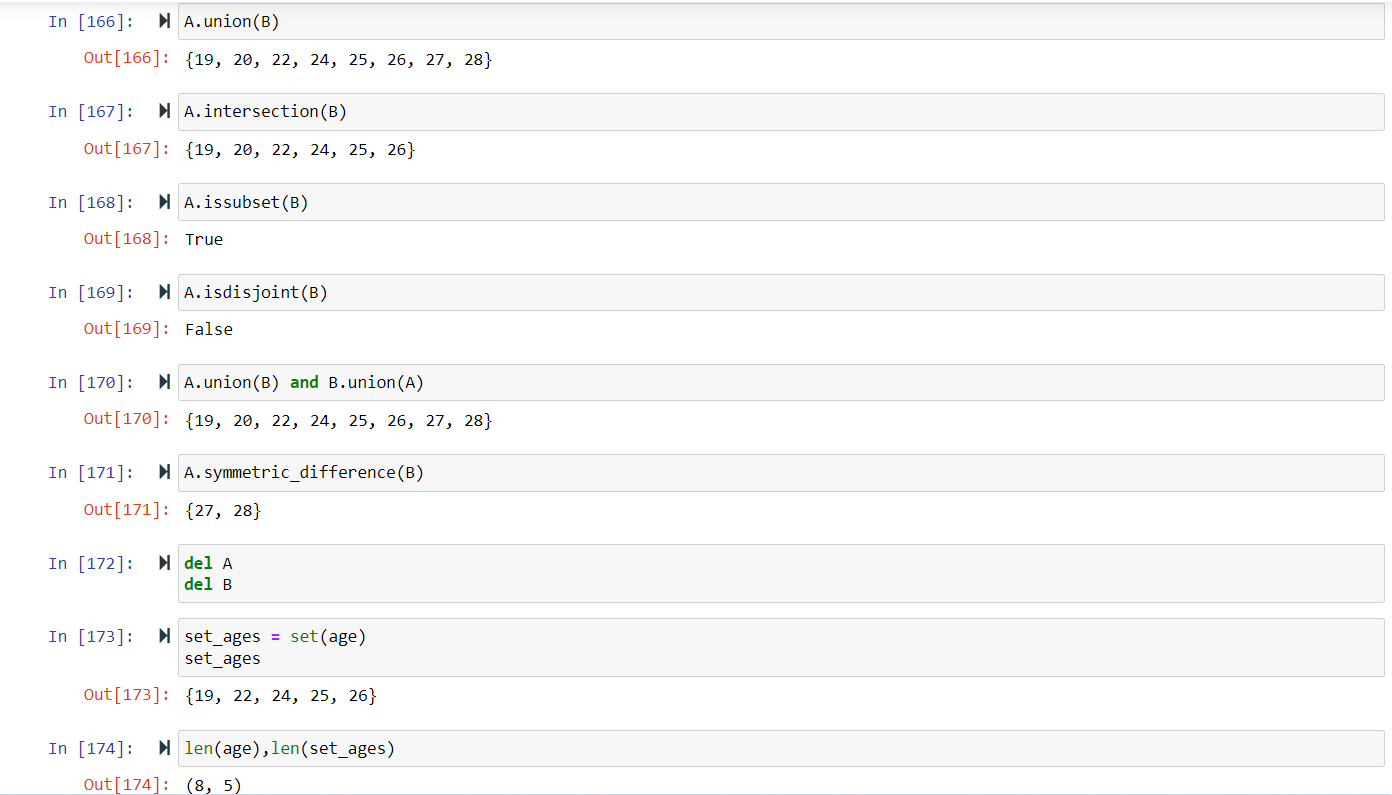 In [166]: A.union(B)
Out[166]: {19, 20, 22, 24, 25, 26, 27, 28}
In [167]: A.intersection(B)
Out[167]: {19, 20, 22, 24, 25, 26}
In [168]: A.issubset(B)
Out[168]: True
In [169]: A.isdisjoint(B)
Out[169]: False
In [170]: A.union(B) and B.union(A)
Out[170]: {19, 20, 22, 24, 25, 26, 27, 28}
In [171]: A.symmetric_difference(B)
Out[171]: {27, 28}
In [172]: del A
del B
In [173]: set_ages = set(age)
set_ages
Out[173]: {19, 22, 24, 25, 26}
In [174]: len(age),len(set_ages)
Out[174]: (8, 5)